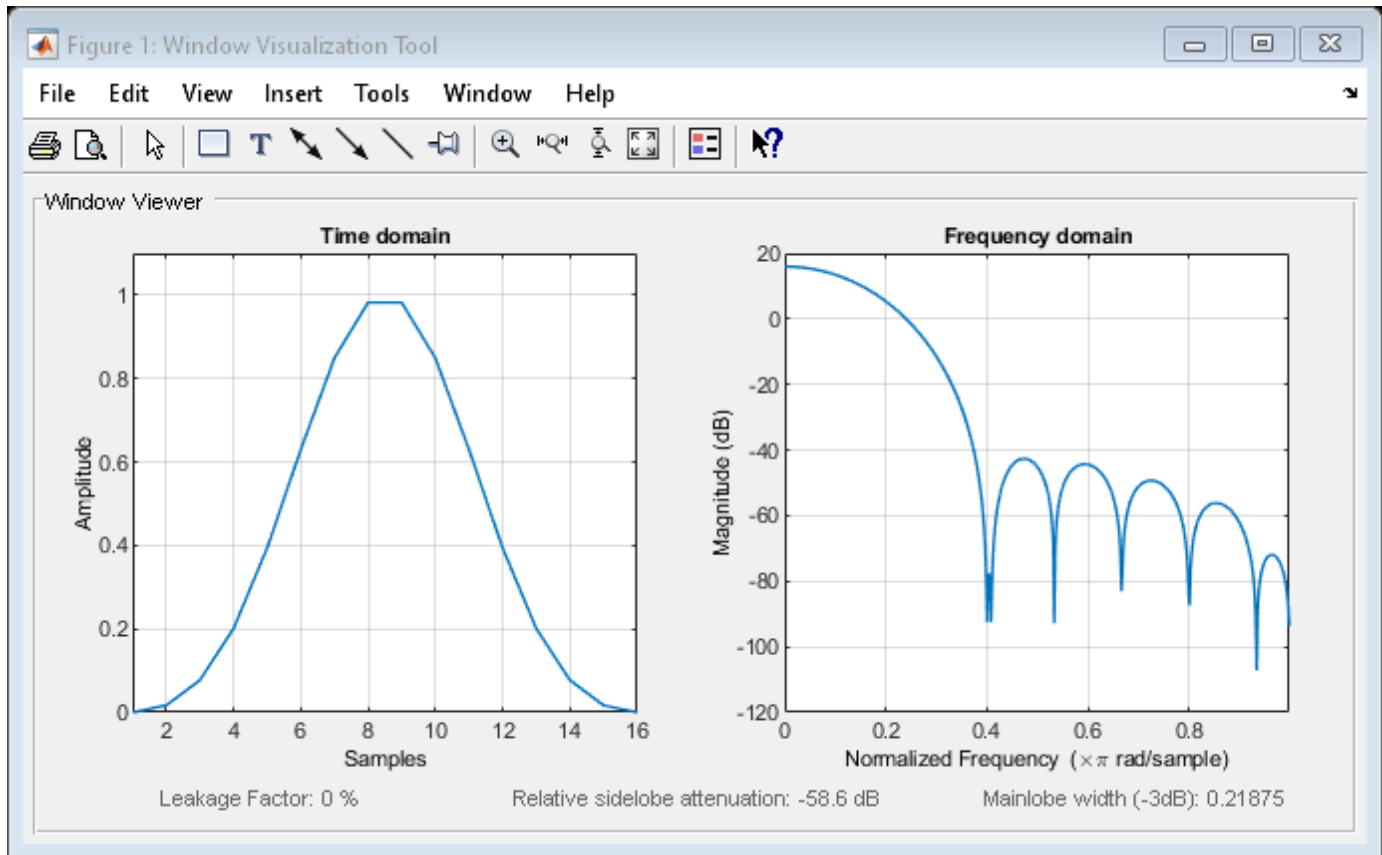 Figure 1: Window Visualization Tool
File Edit View Insert Tools Window Help
T
?
Window Viewer
Time domain
1
0.8
0.6
0.4
0.2
0
Amplitude
2 4 6 8 10 12 14 16
Samples
Frequency domain
20
0
-20
-40
-60
-80
-100
-120
Magnitude (dB)
0 0.2 0.4 0.6 0.8
Normalized Frequency (×π rad/sample)
Leakage Factor: 0 % Relative sidelobe attenuation: -58.6 dB Mainlobe width (-3dB): 0.21875